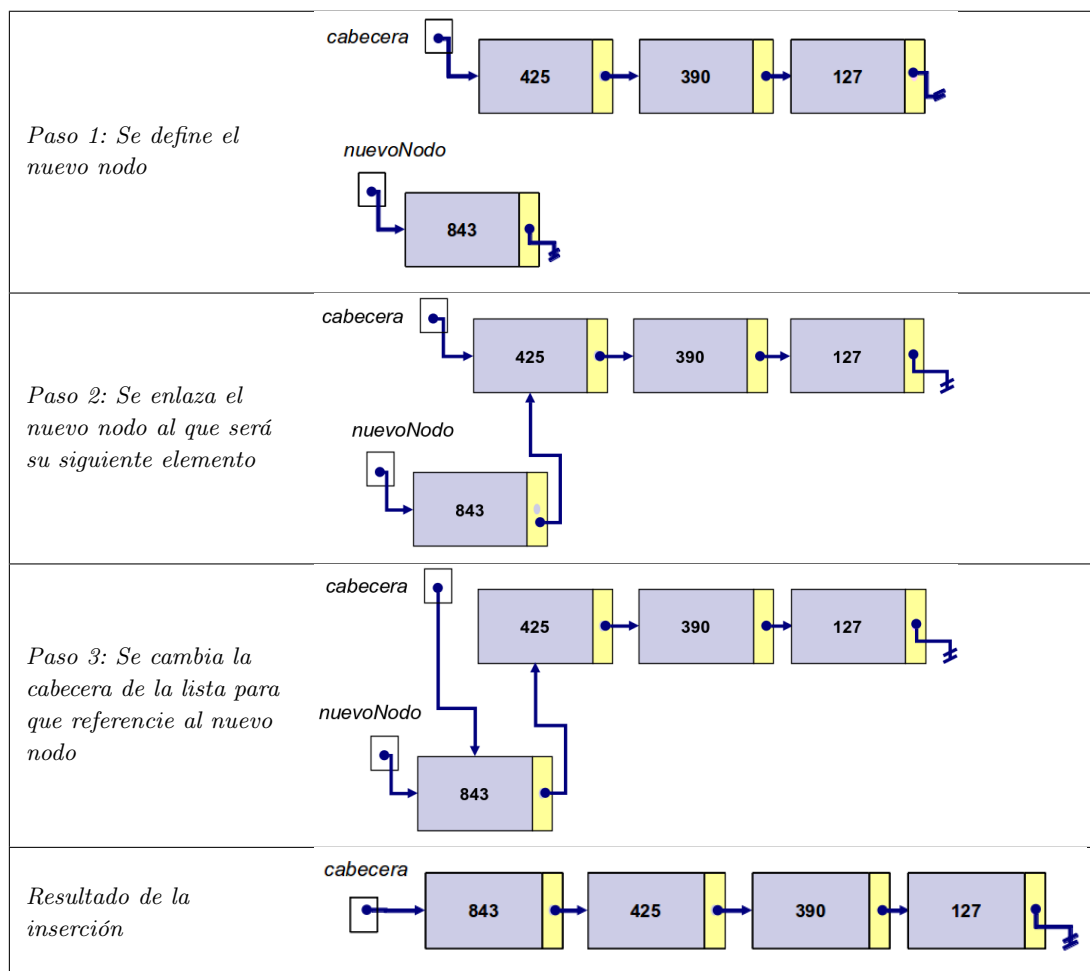 Paso 1: Se define el
nuevo nodo
cabecera
425
390
127
nuevoNodo
843
Paso 2: Se enlaza el
nuevo nodo al que será
su siguiente elemento
cabecera
425
390
127
nuevoNodo
843
Paso 3: Se cambia la
cabecera de la lista para
que referencie al nuevo
nodo
cabecera
425
390
127
nuevoNodo
843
Resultado de la
inserción
cabecera
843
425
390
127